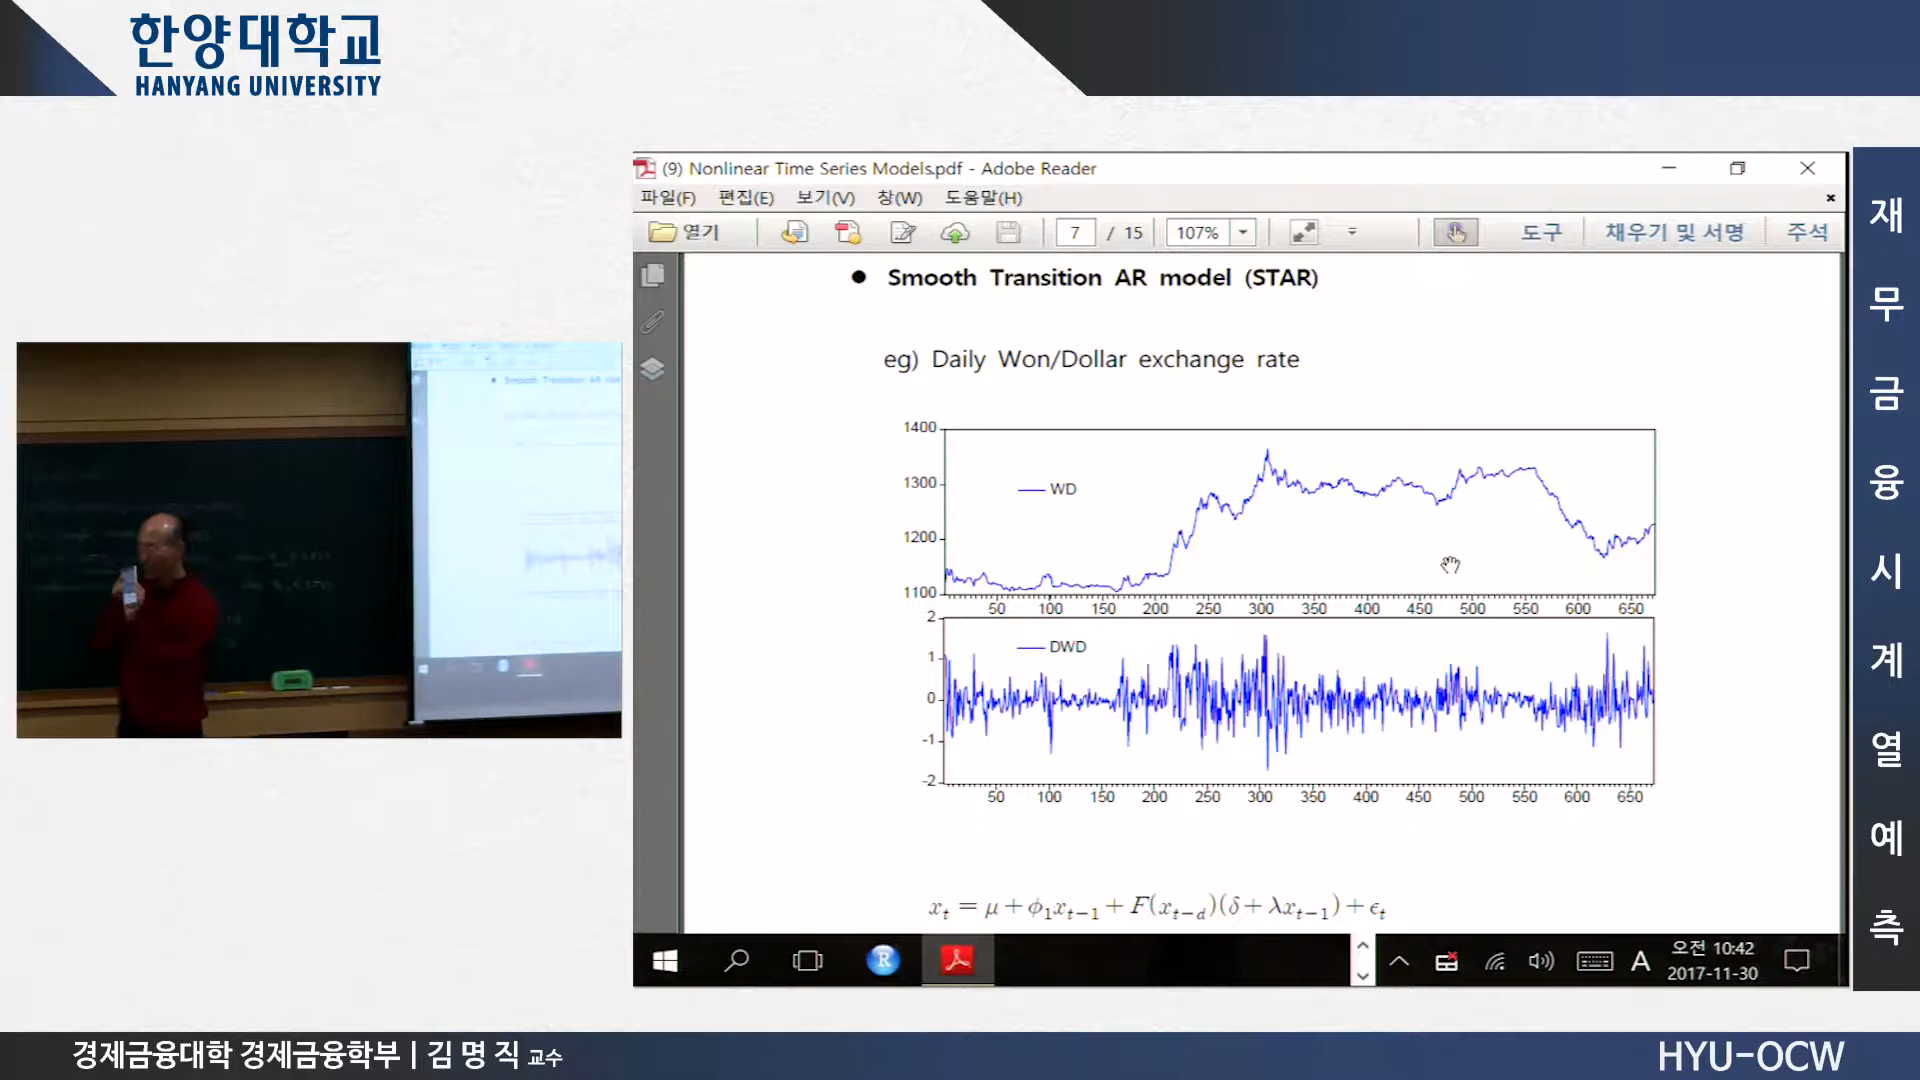 한양대학교
HANYANG UNIVERSITY
(9) Nonlinear Time Series Models.pdf - Adobe Reader
파일(F) 편집(E) 보기(V) 창(W) 도움말(H)
열기 7 / 15 107% 도구 채우기 및 서명 주석
● Smooth Transition AR model (STAR)
eg) Daily Won/Dollar exchange rate
1400
1300
1200
1100
WD
50 100 150 200 250 300 350 400 450 500 550 600 650
2
1
0
-1
-2
DWD
50 100 150 200 250 300 350 400 450 500 550 600 650
x_t = μ + ϕ_1x_{t-1} + F(x_{t-d})(δ + λx_{t-1}) + ϵ_t
A 오전 10:42
2017-11-30
재무금융시계열예측
경제금융대학 경제금융학부 | 김명직 교수
HYU-OCW